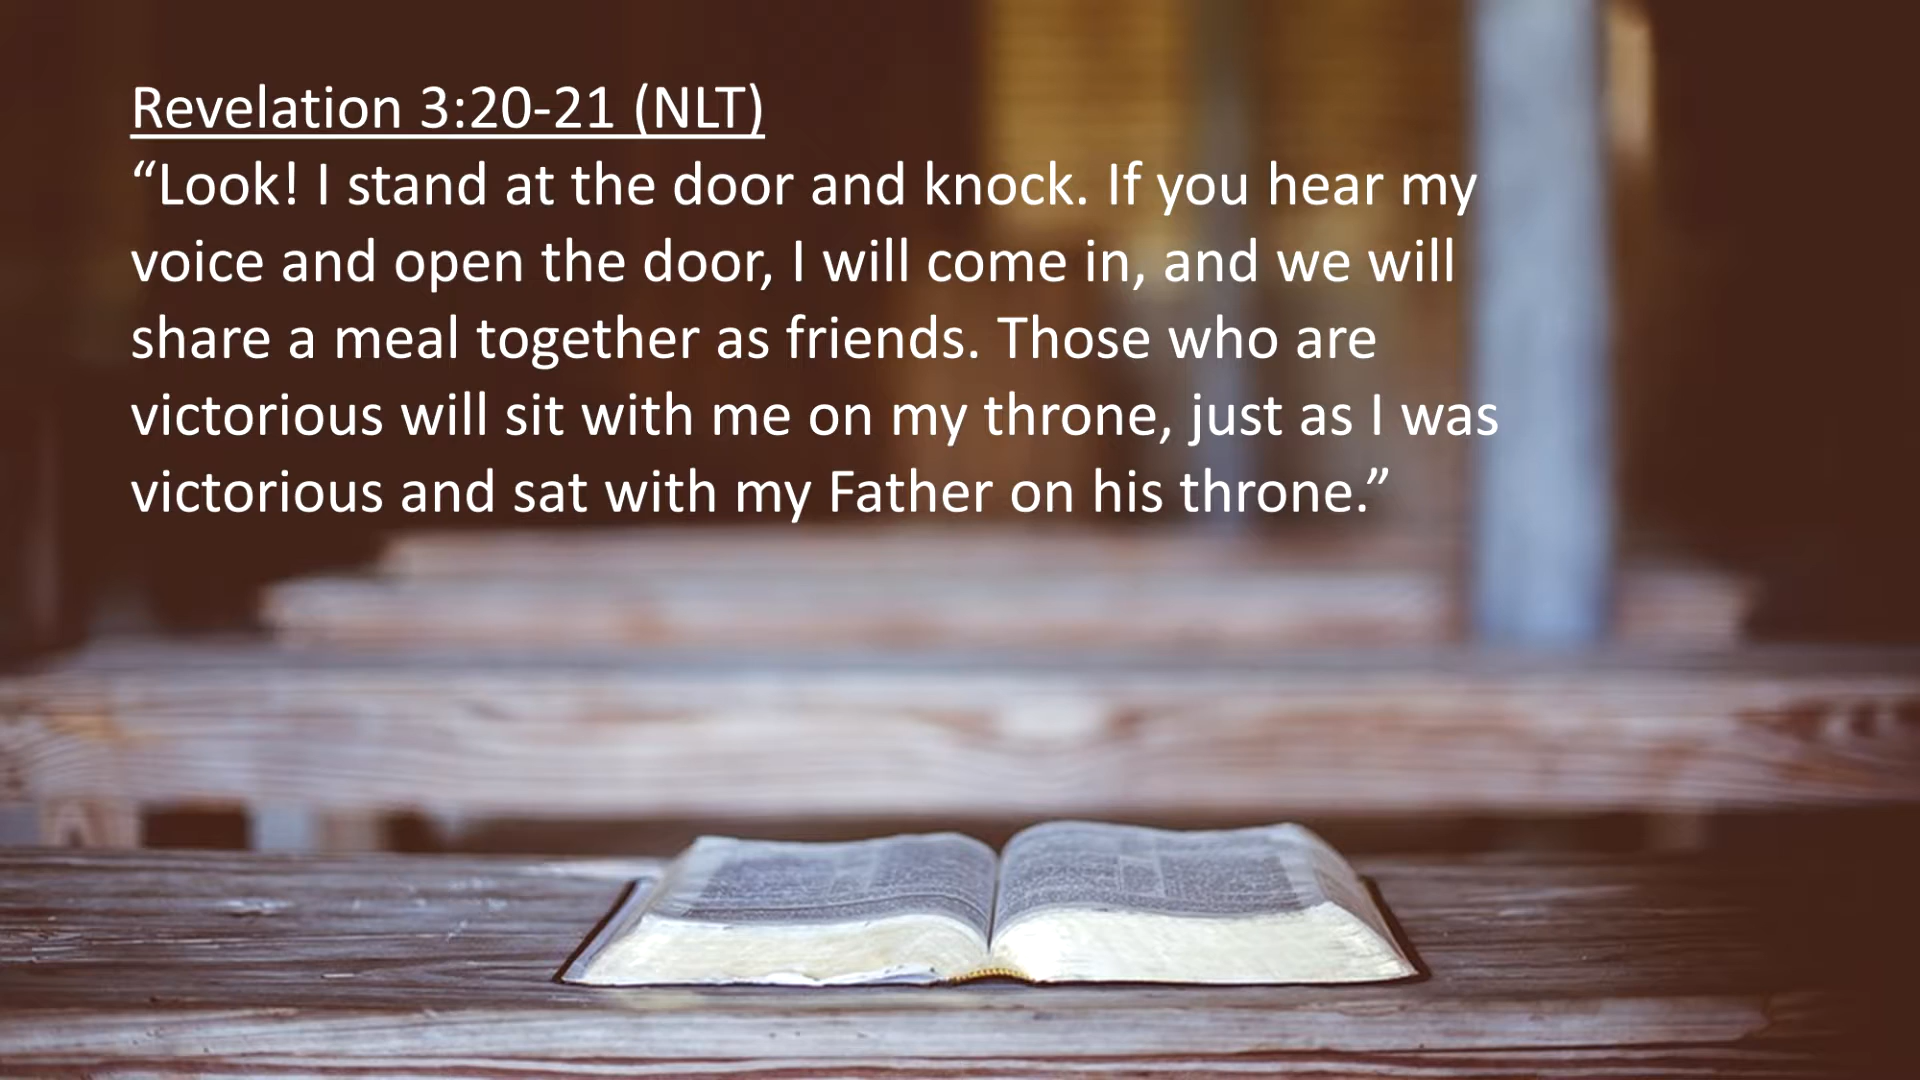 Revelation 3:20-21 (NLT)
“Look! I stand at the door and knock. If you hear my
voice and open the door, I will come in, and we will
share a meal together as friends. Those who are
victorious will sit with me on my throne, just as I was
victorious and sat with my Father on his throne.”